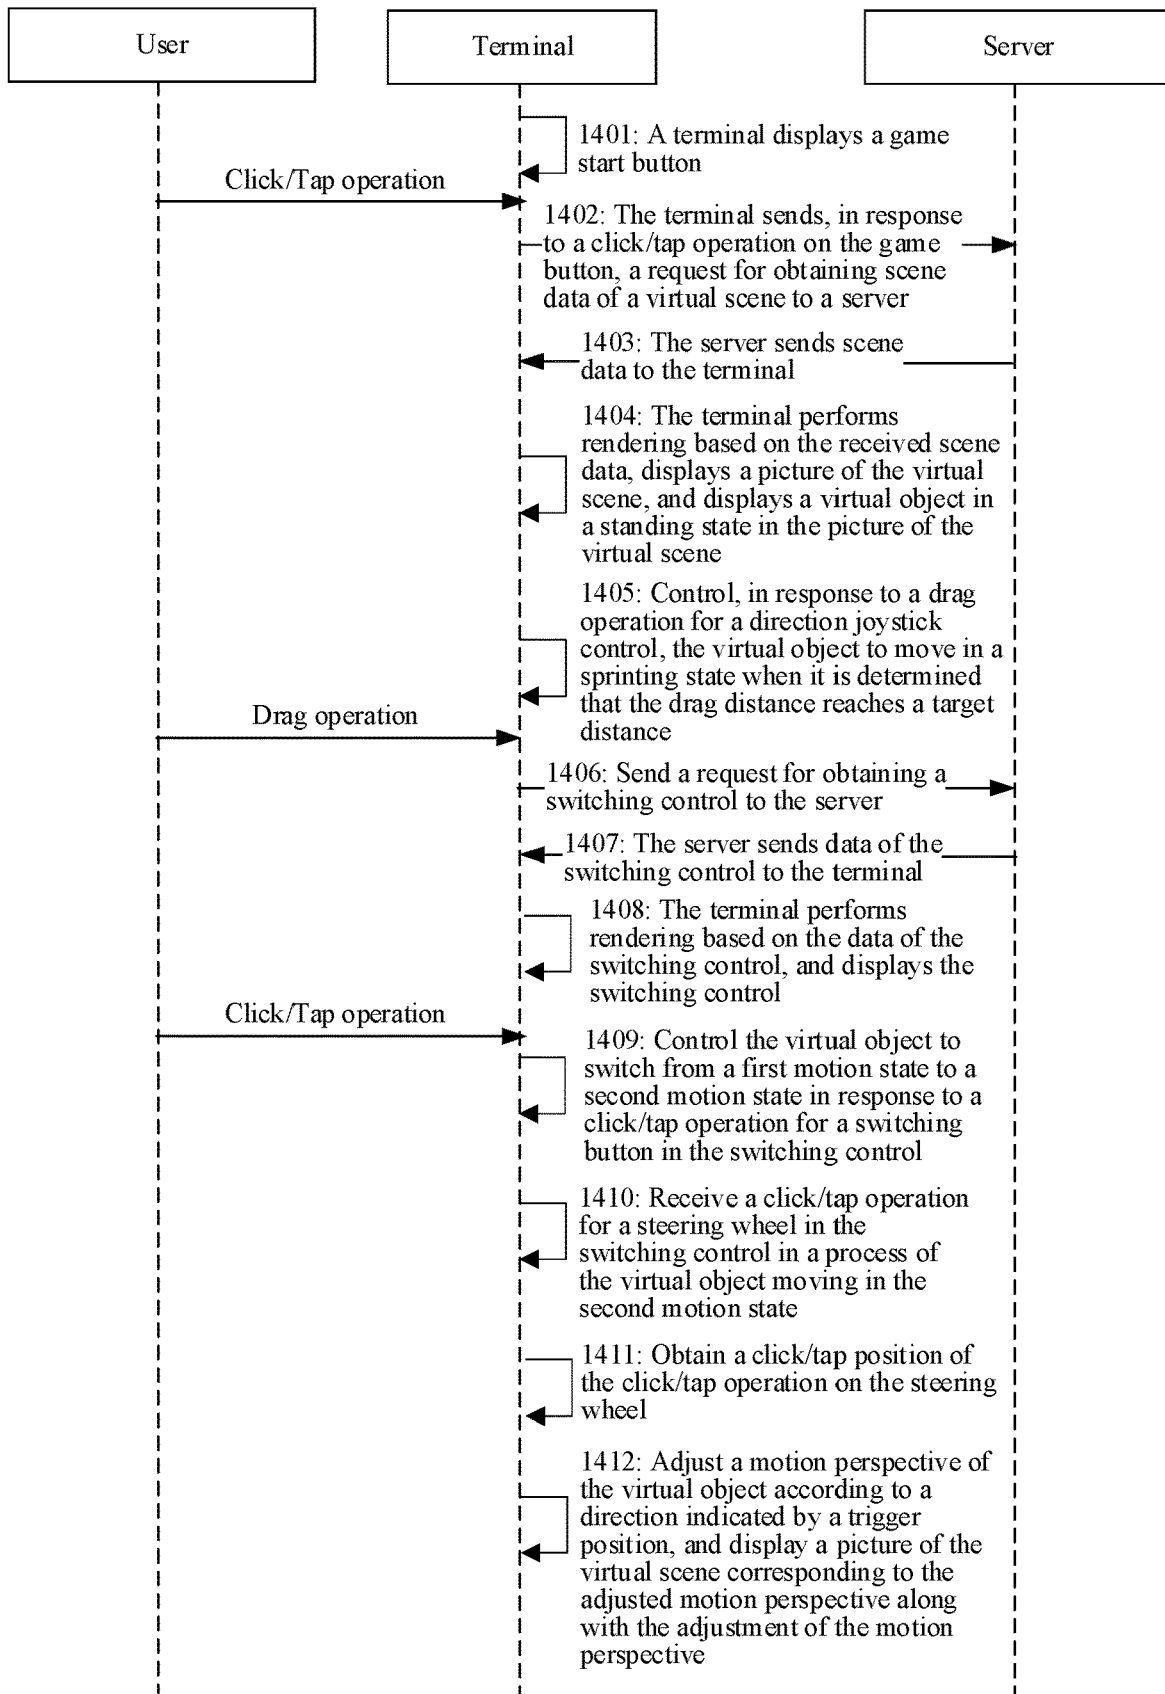 User
Terminal
Server
1401: A terminal displays a game
start button
Click/Tap operation
1402: The terminal sends, in response
to a click/tap operation on the game
button, a request for obtaining scene
data of a virtual scene to a server
1403: The server sends scene
data to the terminal
1404: The terminal performs
rendering based on the received scene
data, displays a picture of the virtual
scene, and displays a virtual object in
a standing state in the picture of the
virtual scene
1405: Control, in response to a drag
operation for a direction joystick
control, the virtual object to move in a
sprinting state when it is determined
that the drag distance reaches a target
distance
Drag operation
1406: Send a request for obtaining a
switching control to the server
1407: The server sends data of the
switching control to the terminal
1408: The terminal performs
rendering based on the data of the
switching control, and displays the
switching control
Click/Tap operation
1409: Control the virtual object to
switch from a first motion state to a
second motion state in response to a
click/tap operation for a switching
button in the switching control
1410: Receive a click/tap operation
for a steering wheel in the
switching control in a process of
the virtual object moving in the
second motion state
1411: Obtain a click/tap position of
the click/tap operation on the steering
wheel
1412: Adjust a motion perspective of
the virtual object according to a
direction indicated by a trigger
position, and display a picture of the
virtual scene corresponding to the
adjusted motion perspective along
with the adjustment of the motion
perspective